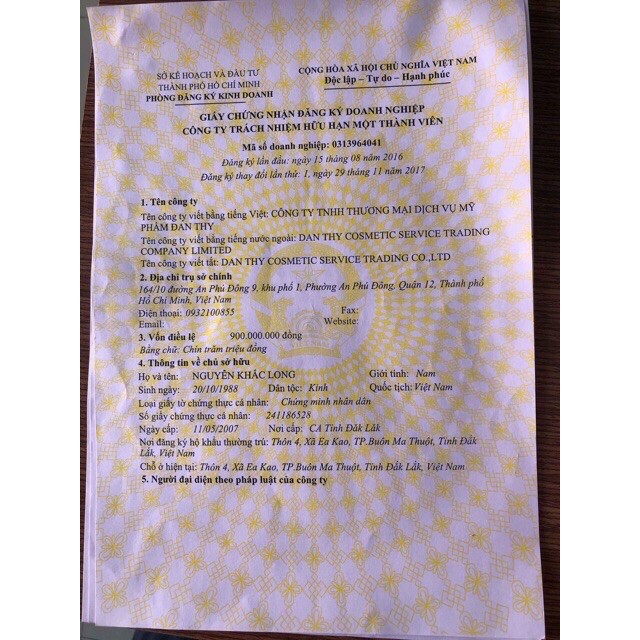 SỞ KẾ HOẠCH VÀ ĐẦU TƯ
THÀNH PHỐ HỒ CHÍ MINH
PHÒNG ĐĂNG KÝ KINH DOANH
CỘNG HÒA XÃ HỘI CHỦ NGHĨA VIỆT NAM
Độc lập – Tự do – Hạnh phúc
GIẤY CHỨNG NHẬN ĐĂNG KÝ DOANH NGHIỆP
CÔNG TY TRÁCH NHIỆM HỮU HẠN MỘT THÀNH VIÊN
Mã số doanh nghiệp: 0313964041
Đăng ký lần đầu: ngày 15 tháng 08 năm 2016
Đăng ký thay đổi lần thứ: 1, ngày 29 tháng 11 năm 2017
1. Tên công ty
Tên công ty viết bằng tiếng Việt: CÔNG TY TNHH THƯƠNG MẠI DỊCH VỤ MỸ
PHẨM ĐAN THY
Tên công ty viết bằng tiếng nước ngoài: DAN THY COSMETIC SERVICE TRADING
COMPANY LIMITED
Tên công ty viết tắt: DAN THY COSMETIC SERVICE TRADING CO.,LTD
2. Địa chỉ trụ sở chính
164/10 đường An Phú Đông 9, khu phố 1, Phường An Phú Đông, Quận 12, Thành phố
Hồ Chí Minh, Việt Nam
Điện thoại: 0932100855 Fax:
Email: Website:
3. Vốn điều lệ 900.000.000 đồng
Bằng chữ: Chín trăm triệu đồng
4. Thông tin về chủ sở hữu
Họ và tên: NGUYỄN KHẮC LONG Giới tính: Nam
Sinh ngày: 20/10/1988 Dân tộc: Kinh Quốc tịch: Việt Nam
Loại giấy tờ chứng thực cá nhân: Chứng minh nhân dân
Số giấy chứng thực cá nhân: 241186528
Ngày cấp: 11/05/2007 Nơi cấp: CA Tỉnh Đắk Lắk
Nơi đăng ký hộ khẩu thường trú: Thôn 4, Xã Ea Kao, TP.Buôn Ma Thuột, Tỉnh Đắk
Lắk, Việt Nam
Chỗ ở hiện tại: Thôn 4, Xã Ea Kao, TP.Buôn Ma Thuột, Tỉnh Đắk Lắk, Việt Nam
5. Người đại diện theo pháp luật của công ty